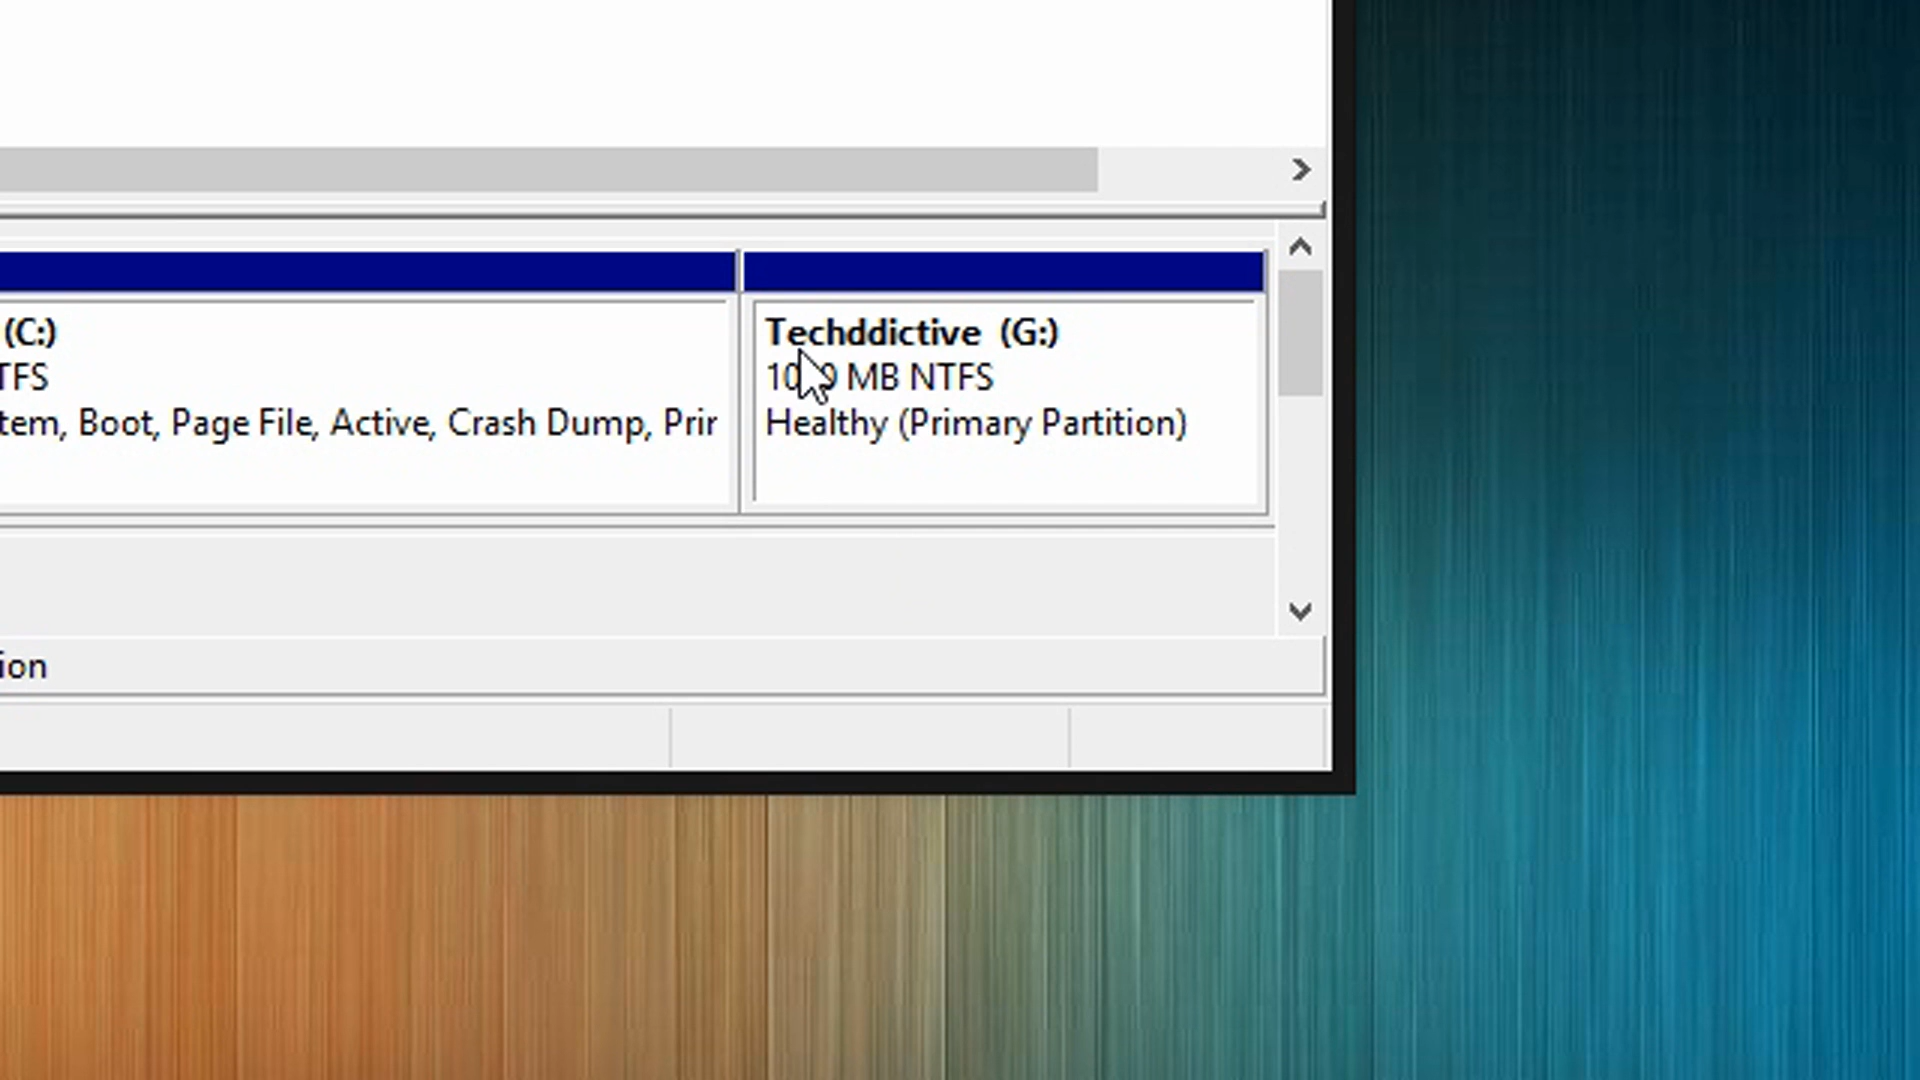 (C:)
TFS
tem, Boot, Page File, Active, Crash Dump, Prir
Techddictive (G:)
MB NTFS
Healthy (Primary Partition)
ion